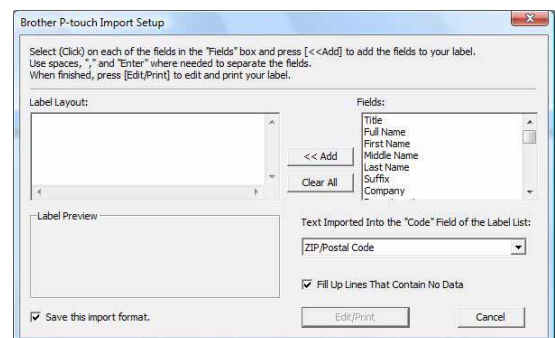 Brother P-touch Import Setup
Select (Click) on each of the fields in the "Fields" box and press [<<Add] to add the fields to your label.
Use spaces, "," and "Enter" where needed to separate the fields.
When finished, press [Edit/Print] to edit and print your label.
Label Layout:
Fields:
Title
Full Name
First Name
Middle Name
Last Name
Suffix
Company
<< Add
Clear All
Label Preview
Text Imported Into the "Code" Field of the Label List:
ZIP/Postal Code
Fill Up Lines That Contain No Data
Save this import format.
Edit/Print
Cancel